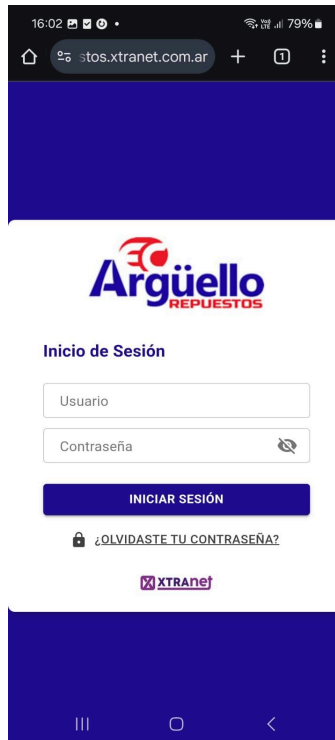 16:02 79%
stos.xtranet.com.ar 1
Argüello
REPUESTOS
Inicio de Sesión
Usuario
Contraseña
INICIAR SESIÓN
¿OLVIDASTE TU CONTRASEÑA?
X XTRAnet